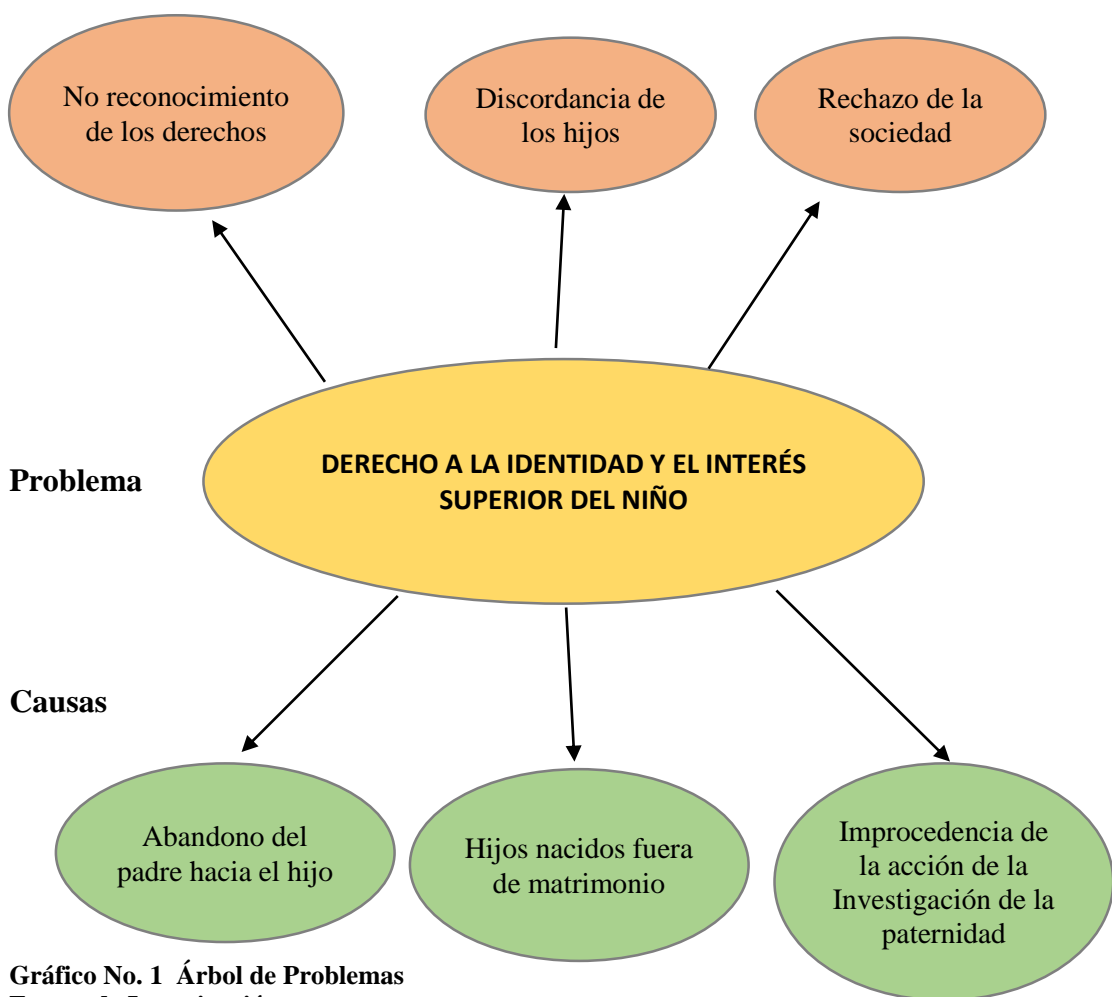 No reconocimiento
de los derechos
Discordancia de
los hijos
Rechazo de la
sociedad
Problema
DERECHO A LA IDENTIDAD Y EL INTERÉS
SUPERIOR DEL NIÑO
Causas
Abandono del
padre hacia el hijo
Hijos nacidos fuera
de matrimonio
Improcedencia de
la acción de la
Investigación de la
paternidad
Gráfico No. 1 Árbol de Problemas